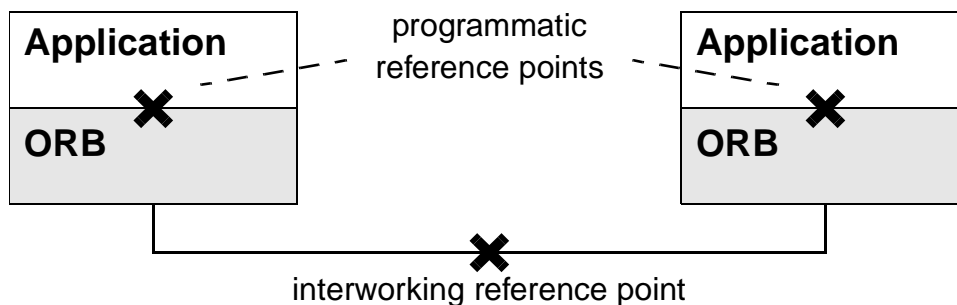 Application
programmatic
reference points
Application
ORB
ORB
interworking reference point